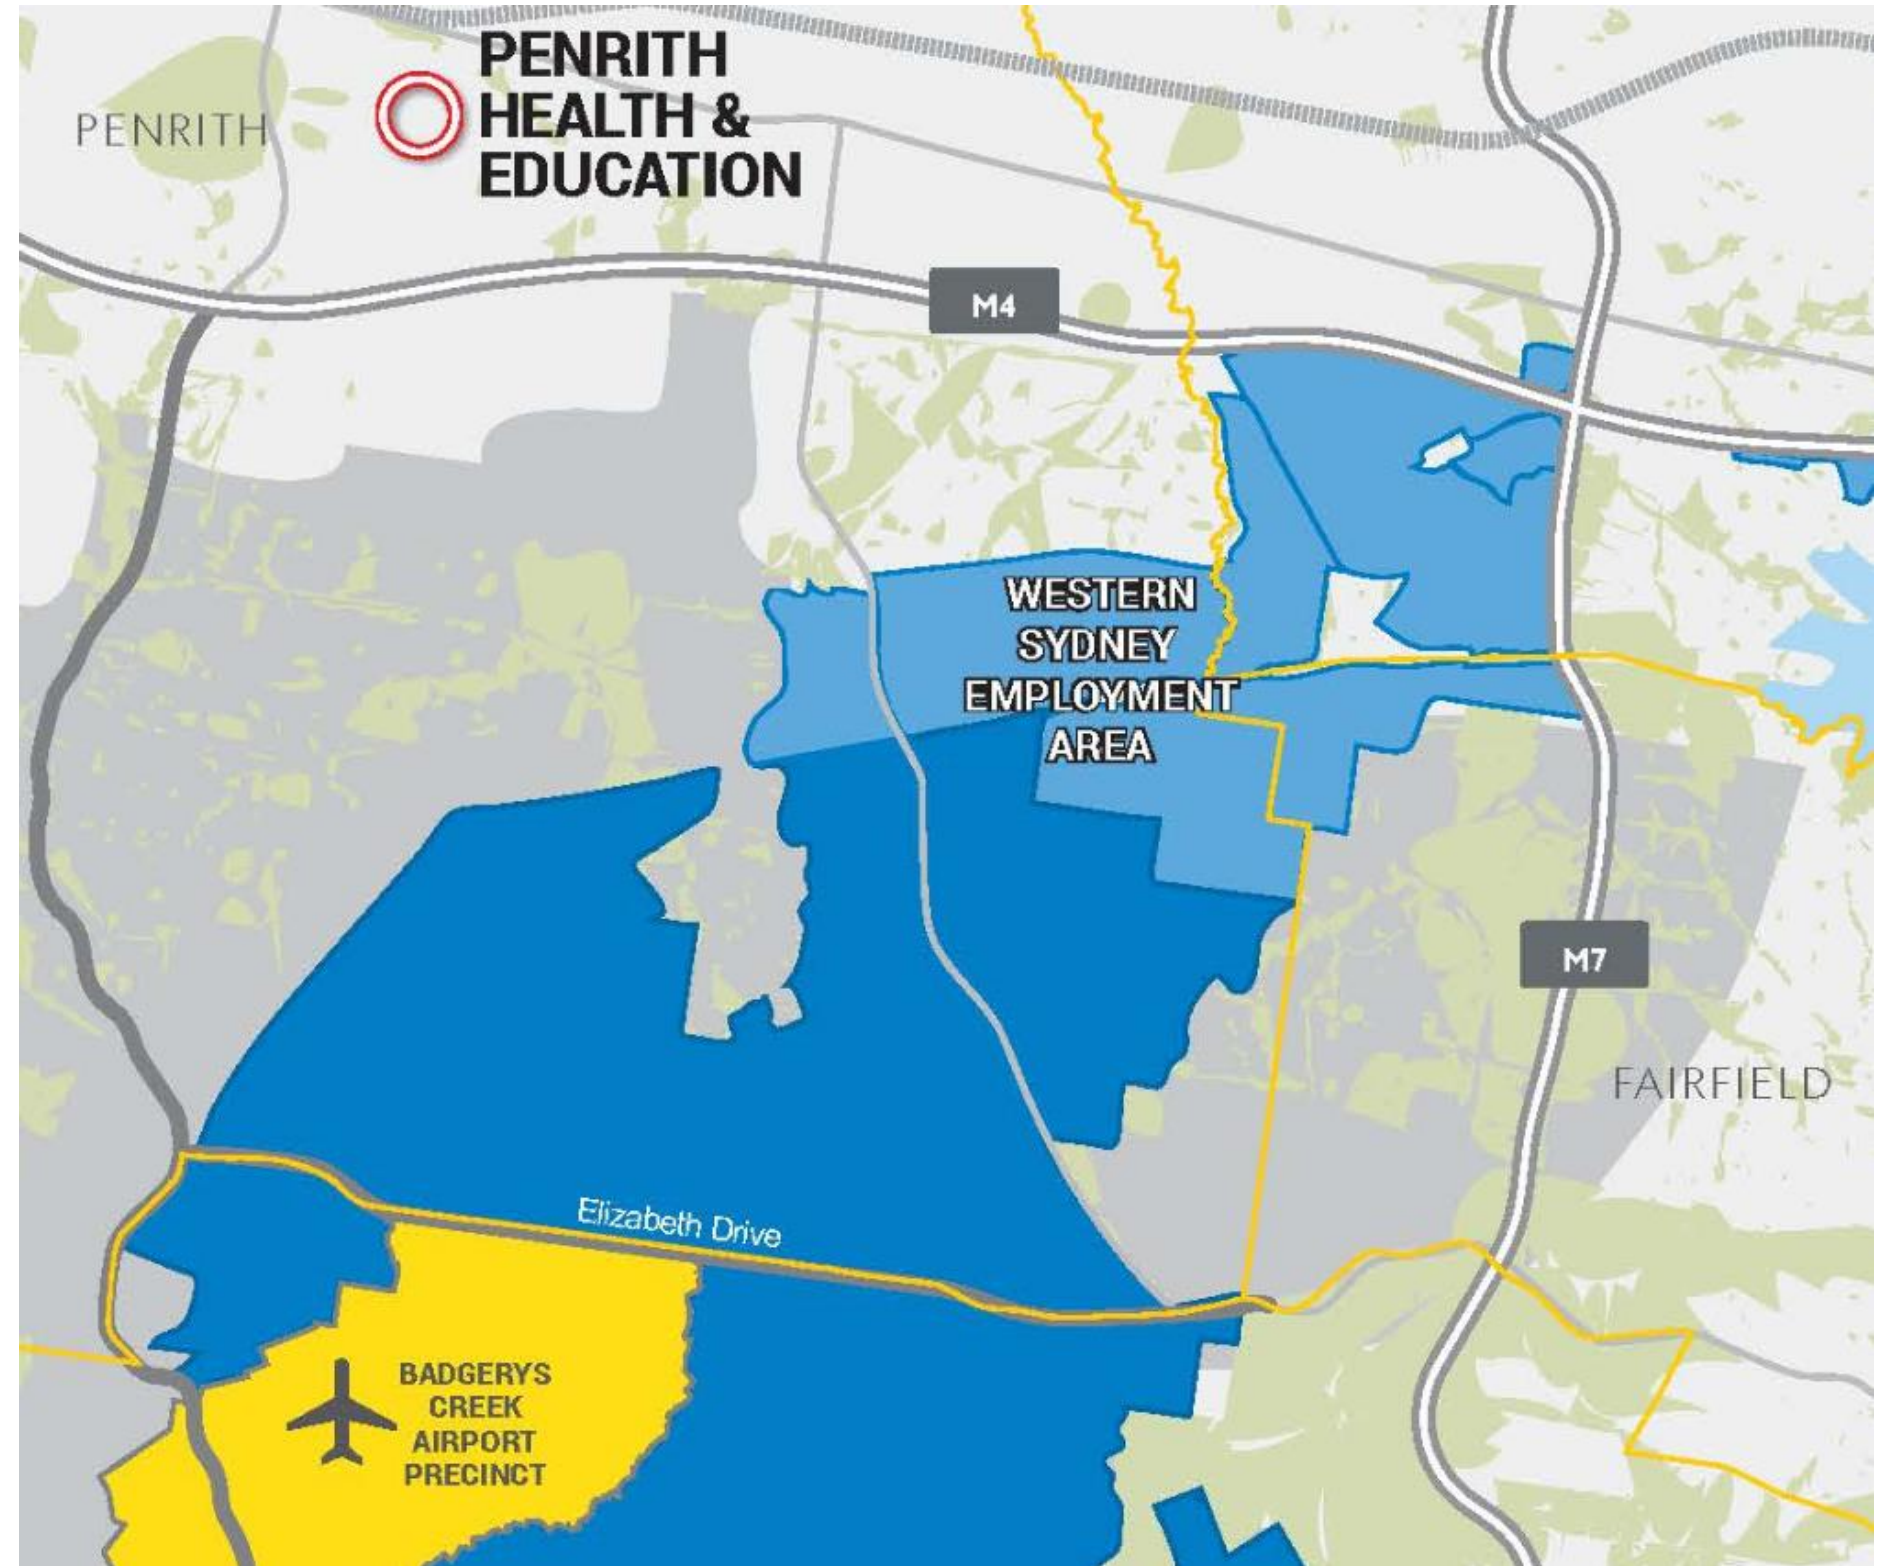 PENRITH
HEALTH &
EDUCATION
PENRITH
M4
WESTERN
SYDNEY
EMPLOYMENT
AREA
M7
FAIRFIELD
Elizabeth Drive
BADGERYS
CREEK
AIRPORT
PRECINCT